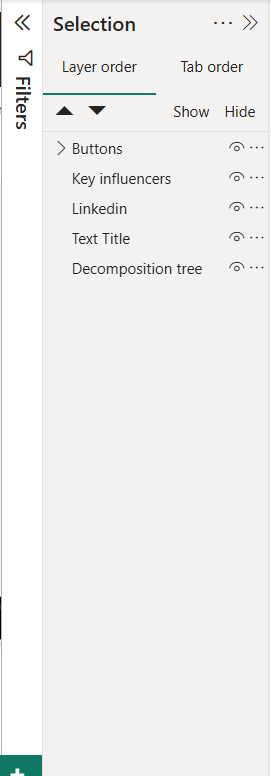 Selection
Filters
Layer order
Tab order
Show
Hide
Buttons
Key influencers
Linkedin
Text Title
Decomposition tree